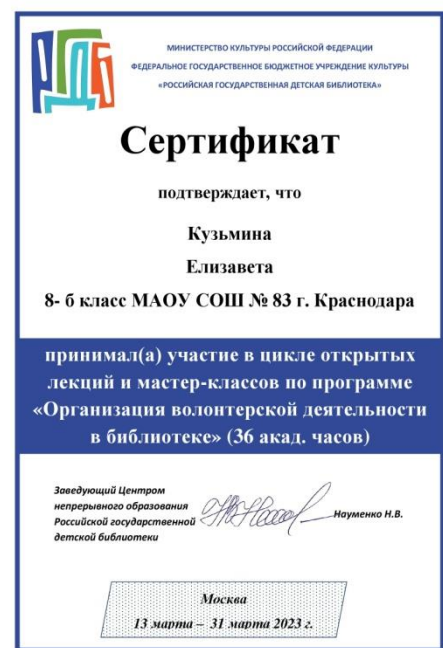 РГДБ
МИНИСТЕРСТВО КУЛЬТУРЫ РОССИЙСКОЙ ФЕДЕРАЦИИ
ФЕДЕРАЛЬНОЕ ГОСУДАРСТВЕННОЕ БЮДЖЕТНОЕ УЧРЕЖДЕНИЕ КУЛЬТУРЫ
«РОССИЙСКАЯ ГОСУДАРСТВЕННАЯ ДЕТСКАЯ БИБЛИОТЕКА»
Сертификат
подтверждает, что
Кузьмина
Елизавета
8- б класс МАОУ СОШ № 83 г. Краснодара
принимал(а) участие в цикле открытых
лекций и мастер-классов по программе
«Организация волонтерской деятельности
в библиотеке» (36 акад. часов)
Заведующий Центром
непрерывного образования
Российской государственной
детской библиотеки
Науменко Н.В.
Москва
13 марта – 31 марта 2023 г.